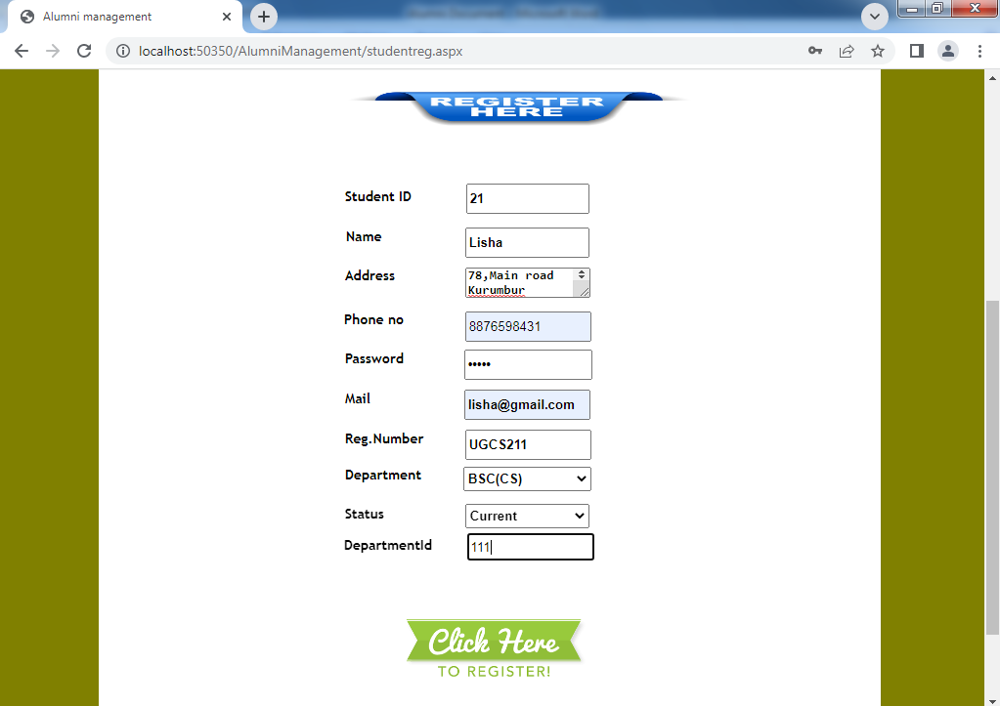 Alumni management
localhost:50350/AlumniManagement/studentreg.aspx
REGISTER
HERE
Student ID 21
Name Lisha
Address 78,Main road
Kurumbur
Phone no 8876598431
Password •••••
Mail lisha@gmail.com
Reg.Number UGCS211
Department BSC(CS)
Status Current
DepartmentId 111
Click Here
TO REGISTER!